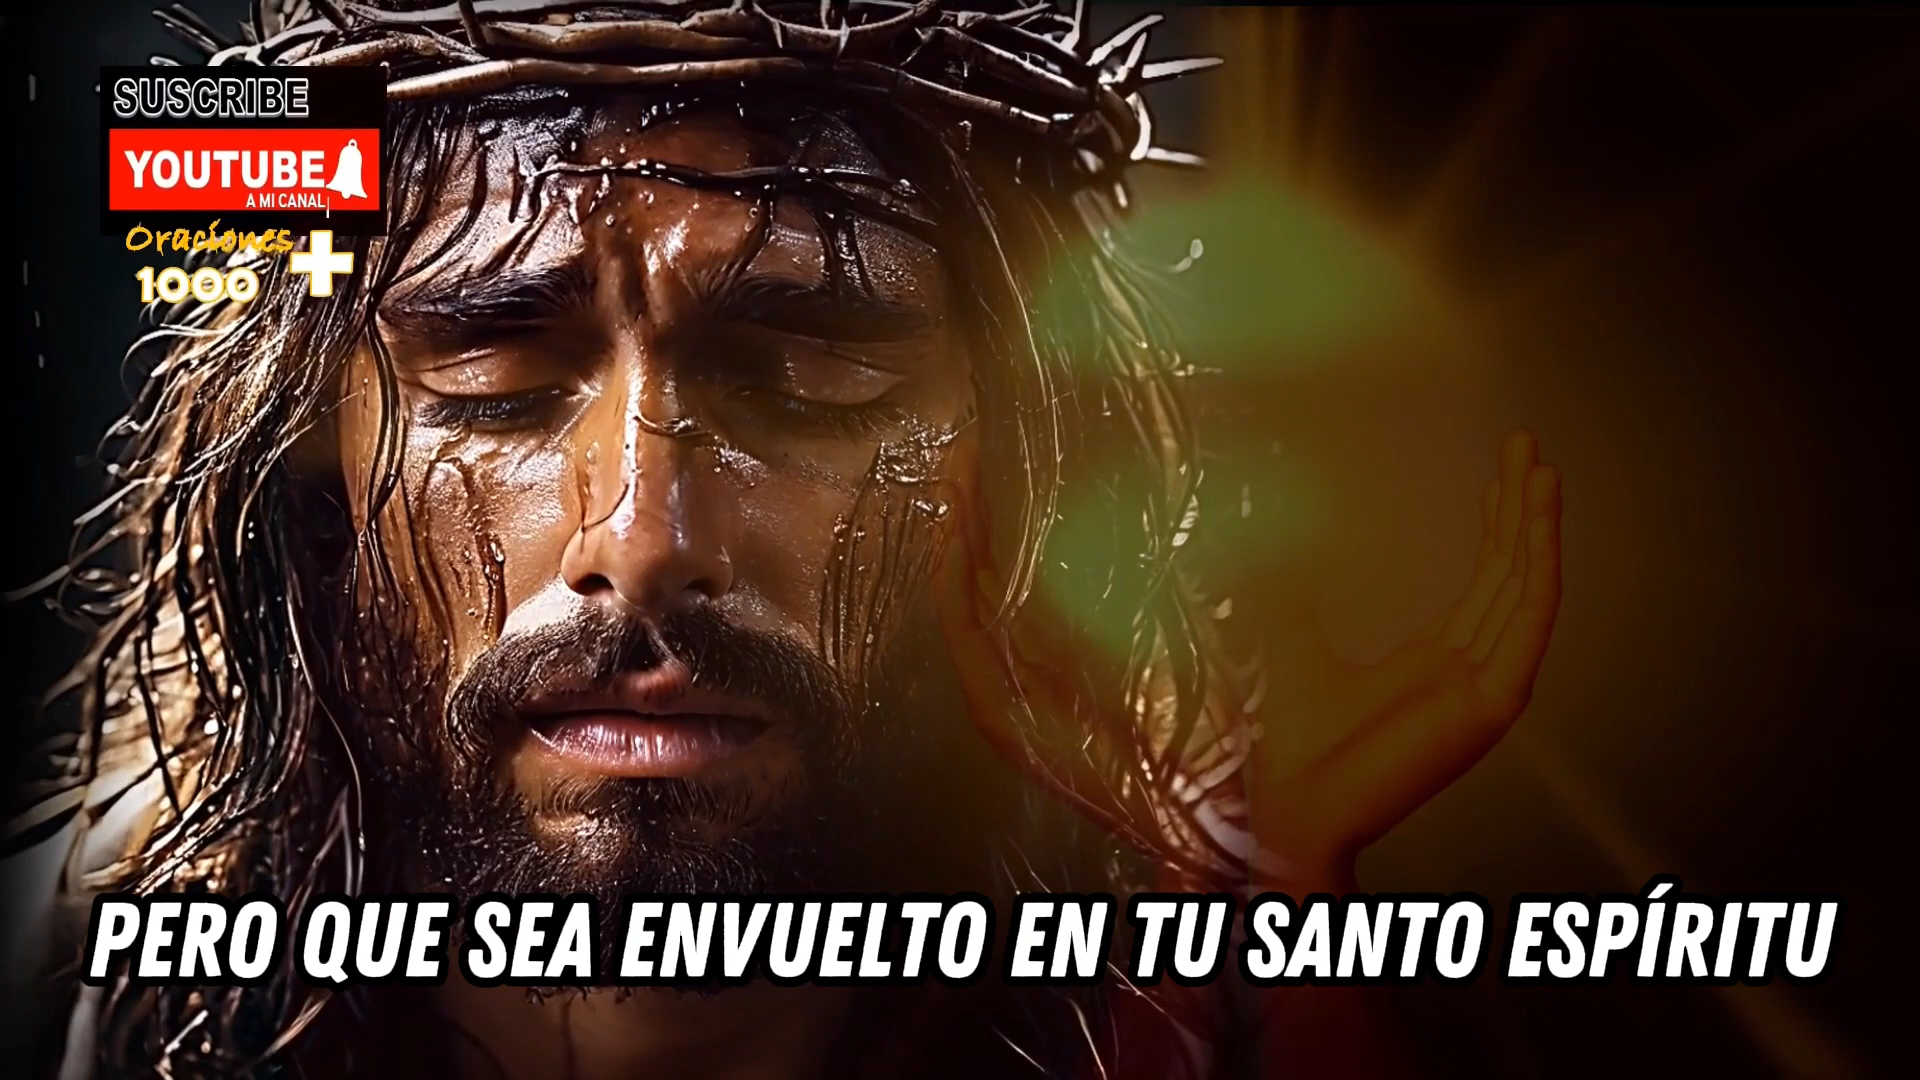 SUSCRIBE
YOUTUBE
A MI CANAL
Oraciones
1000+
PERO QUE SEA ENVUELTO EN TU SANTO ESPÍRITU